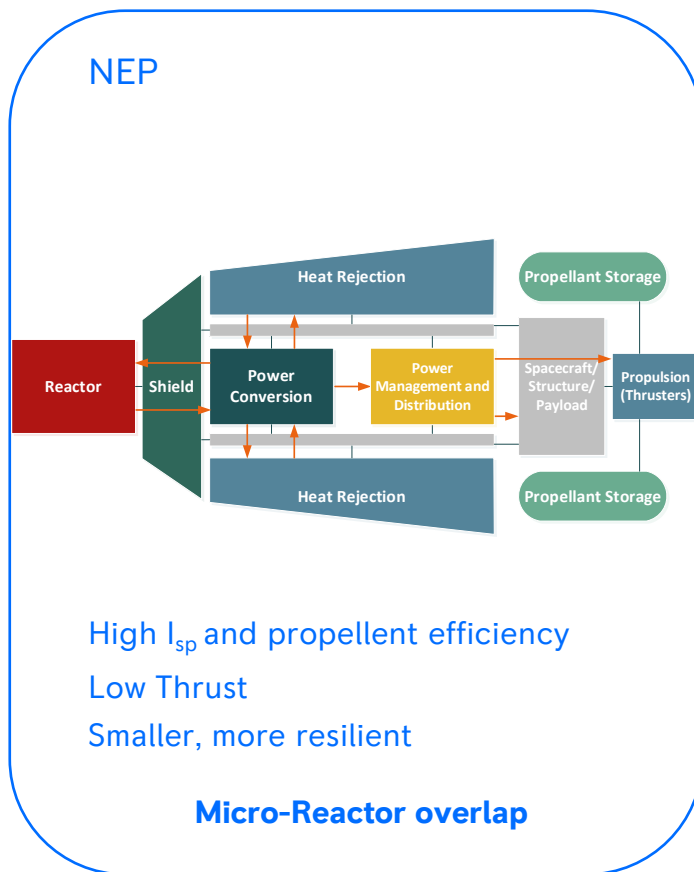 NEP
Heat Rejection
Propellant Storage
Reactor
Shield
Power
Conversion
Power
Management and
Distribution
Spacecraft/
Structure/
Payload
Propulsion
(Thrusters)
Heat Rejection
Propellant Storage
High Isp and propellent efficiency
Low Thrust
Smaller, more resilient
Micro-Reactor overlap